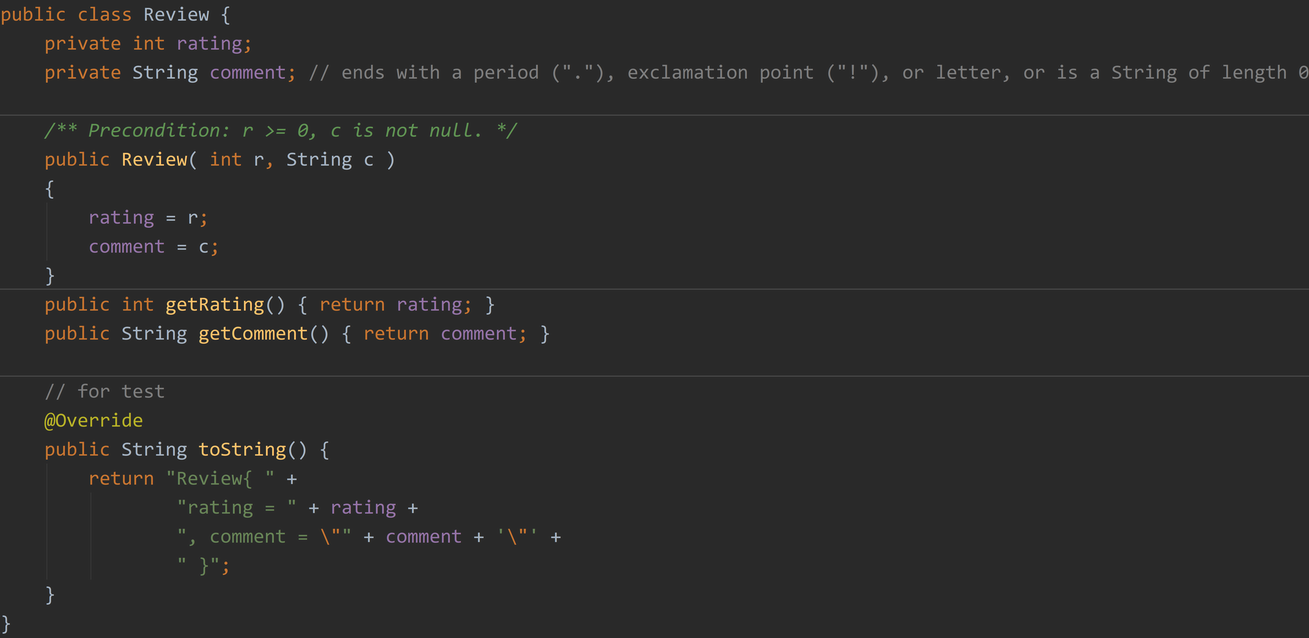 public class Review {
    private int rating;
    private String comment; // ends with a period ("."), exclamation point ("!"), or letter, or is a String of length 0
    /** Precondition: r >= 0, c is not null. */
    public Review( int r, String c )
    {
        rating = r;
        comment = c;
    }
    public int getRating() { return rating; }
    public String getComment() { return comment; }
    // for test
    @Override
    public String toString() {
        return "Review{ " +
                "rating = " + rating +
                ", comment = \"" + comment + '\"' +
                " }";
    }
}